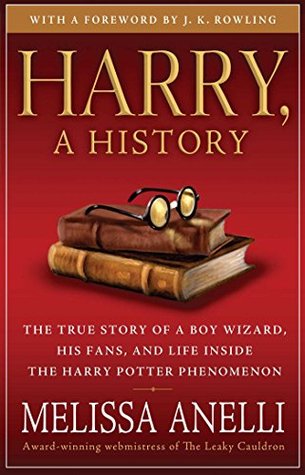 WITH A FOREWORD BY J. K. ROWLING
HARRY,
A HISTORY
THE TRUE STORY OF A BOY WIZARD,
HIS FANS, AND LIFE INSIDE
THE HARRY POTTER PHENOMENON
MELISSA ANELLI
Award-winning webmistress of The Leaky Cauldron